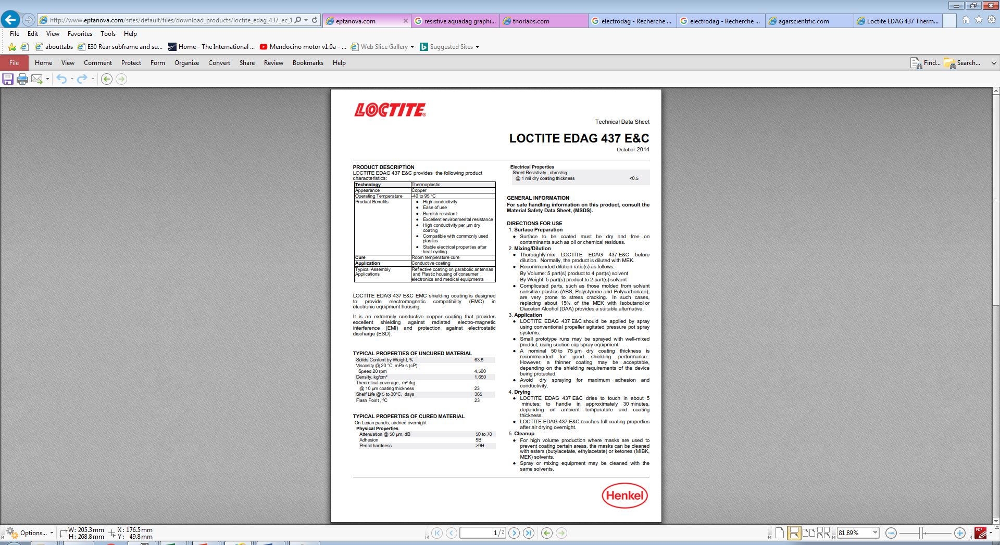 http://www.eptanova.com/sites/default/files/download_products/loctite_edag_437_ec_1
eptanova.com
resistive aquadag graphi...
thorlabs.com
electrodag - Recherche ...
electrodag - Recherche ...
agarscientific.com
Loctite EDAG 437 Therm...
File Edit View Favorites Tools Help
abouttabs
E30 Rear subframe and su...
Home - The International ...
Mendocino motor v1.0a - ...
Web Slice Gallery
Suggested Sites
File Home View Comment Protect Form Organize Convert Share Review Bookmarks Help
Find...
Search...
LOCTITE®
Technical Data Sheet
LOCTITE EDAG 437 E&C
October 2014
PRODUCT DESCRIPTION
LOCTITE EDAG 437 E&C provides the following product
characteristics:
Technology Thermoplastic
Appearance Copper
Operating Temperature -40 to 95 °C
Product Benefits
● High conductivity
● Ease of use
● Burnish resistant
● Excellent environmental resistance
● High conductivity per µm dry
coating
● Compatible with commonly used
plastics
● Stable electrical properties after
heat cycling
Cure Room temperature cure
Application Conductive coating
Typical Assembly Reflective coating on parabolic antennas
Applications and Plastic housing of consumer
electronics and medical equipments
LOCTITE EDAG 437 E&C EMC shielding coating is designed
to provide electromagnetic compatibility (EMC) in
electronic equipment housing.
It is an extremely conductive copper coating that provides
excellent shielding against radiated electro-magnetic
interference (EMI) and protection against electrostatic
discharge (ESD).
TYPICAL PROPERTIES OF UNCURED MATERIAL
Solids Content by Weight, % 63.5
Viscosity @ 20 °C, mPa·s (cP):
Speed 20 rpm 4,500
Density, kg/cm³ 1,650
Theoretical coverage, m² /kg:
@ 10 µm coating thickness 23
Shelf Life @ 5 to 30°C, days 365
Flash Point , ºC 23
TYPICAL PROPERTIES OF CURED MATERIAL
On Lexan panels, airdried overnight
Physical Properties
Attenuation @ 50 µm, dB 50 to 70
Adhesion 5B
Pencil hardness >9H
Electrical Properties
Sheet Resistivity , ohms/sq:
@ 1 mil dry coating thickness <0.5
GENERAL INFORMATION
For safe handling information on this product, consult the
Material Safety Data Sheet, (MSDS).
DIRECTIONS FOR USE
1. Surface Preparation
● Surface to be coated must be dry and free on
contaminants such as oil or chemical residues.
2. Mixing/Dilution
● Thoroughly mix LOCTITE EDAG 437 E&C before
dilution. Normally, the product is diluted with MEK.
● Recommended dilution ratio(s) as follows:
By Volume: 5 part(s) product to 4 part(s) solvent
By Weight: 5 part(s) product to 2 part(s) solvent
● Complicated parts, such as those molded from solvent
sensitive plastics (ABS, Polystyrene and Polycarbonate),
are very prone to stress cracking. In such cases,
replacing about 15% of the MEK with Isobutanol or
Diaceton Alcohol (DAA) provides a suitable alternative.
3. Application
● LOCTITE EDAG 437 E&C should be applied by spray
using conventional propeller agitated pressure pot spray
systems.
● Small prototype runs may be sprayed with well-mixed
product, using suction cup spray equipment.
● A nominal 50 to 75 µm dry coating thickness is
recommended for good shielding performance.
However, a thinner coating may be acceptable,
depending on the shielding requirements of the device
being protected.
● Avoid dry spraying for maximum adhesion and
conductivity.
4. Drying
● LOCTITE EDAG 437 E&C dries to touch in about 5
minutes; to handle in approximately 30 minutes,
depending on ambient temperature and coating
thickness.
● LOCTITE EDAG 437 E&C reaches full coating properties
after air drying overnight.
5. Cleanup
● For high volume production where masks are used to
prevent coating certain areas, the masks can be cleaned
with esters (butylacetate, ethylacetate) or ketones (MIBK,
MEK) solvents.
● Spray or mixing equipment may be cleaned with the
same solvents.
Henkel
Options...
W: 205.3 mm
H: 268.8 mm
X: 176.5 mm
Y: 49.8 mm
1 / 2
81.89%
PDF